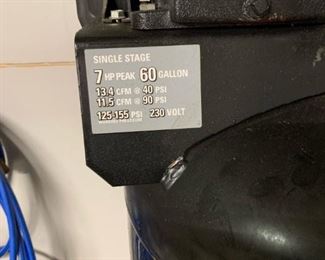 SINGLE STAGE
7 HP PEAK 60 GALLON
13.4 CFM @ 40 PSI
11.5 CFM @ 90 PSI
125-155 PSI 230 VOLT